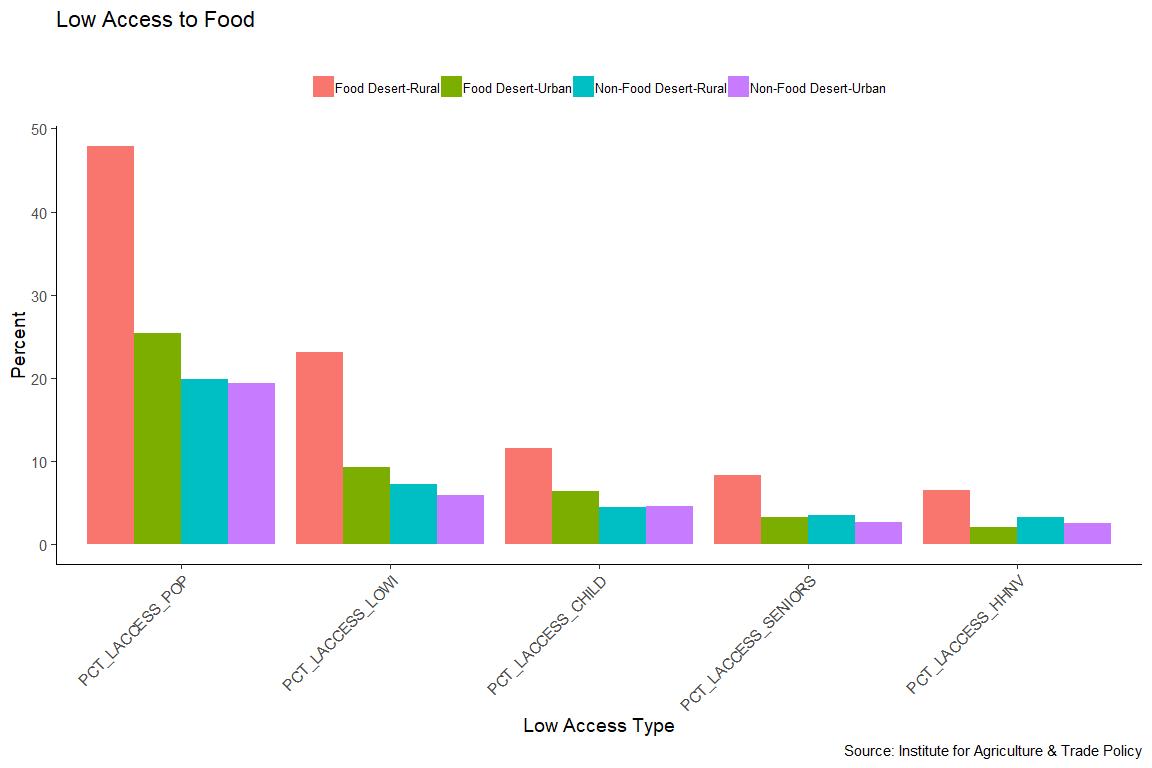 Low Access to Food
Food Desert-Rural Food Desert-Urban Non-Food Desert-Rural Non-Food Desert-Urban
Percent
50
40
30
20
10
0
PCT_LACCESS_POP
PCT_LACCESS_LOWI
PCT_LACCESS_CHILD
PCT_LACCESS_SENIORS
PCT_LACCESS_HHNV
Low Access Type
Source: Institute for Agriculture & Trade Policy